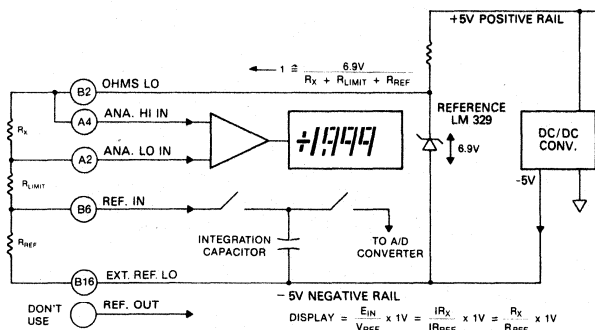 +5V POSITIVE RAIL
1 ≅ 6.9V / RX + RLIMIT + RREF
B2 OHMS LO
A4 ANA. HI IN
A2 ANA. LO IN
B6 REF. IN
B16 EXT. REF. LO
RX
RLIMIT
RREF
+1.999
REFERENCE
LM 329
6.9V
DC/DC
CONV.
-5V
INTEGRATION
CAPACITOR
TO A/D
CONVERTER
-5V NEGATIVE RAIL
DON'T
USE
REF. OUT
DISPLAY = EIN / VREF x 1V = IRX / IRREF x 1V = RX / RREF x 1V